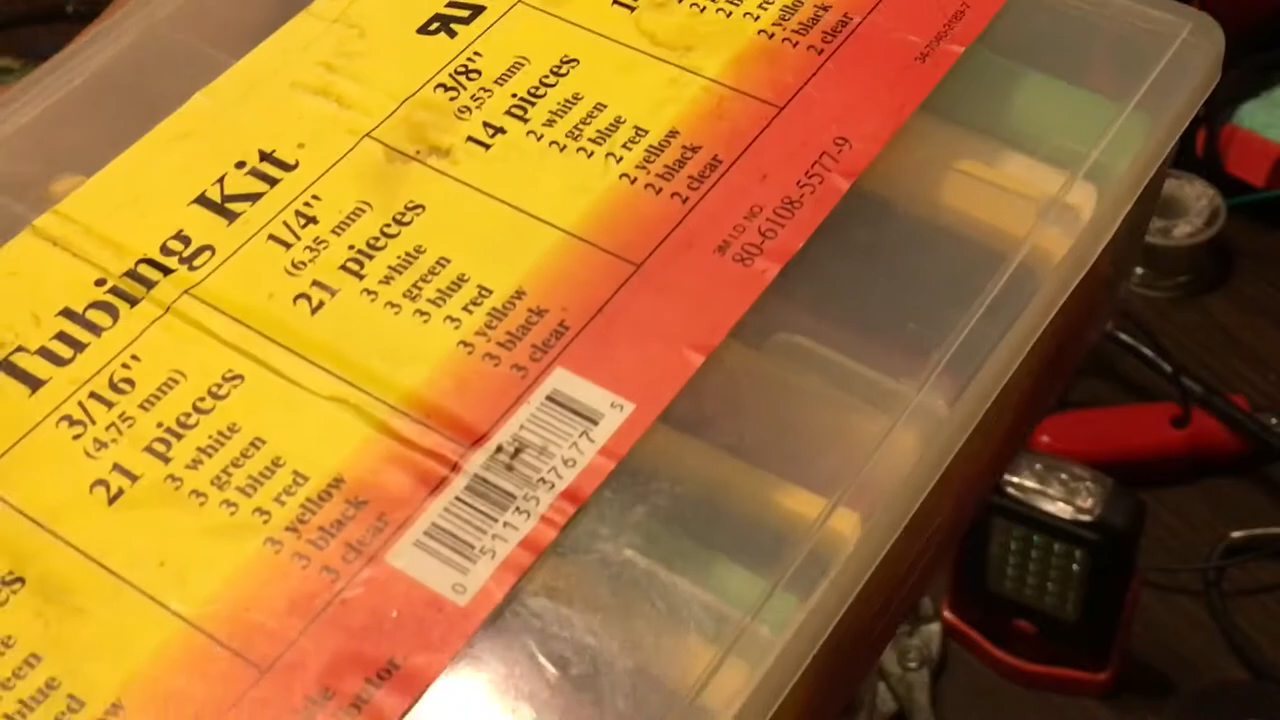 Tubing Kit
3/8"
(9,53 mm)
14 pieces
2 white
2 green
2 blue
2 red
2 yellow
2 black
2 clear
1/4"
(6,35 mm)
21 pieces
3 white
3 green
3 blue
3 red
3 yellow
3 black
3 clear
3/16"
(4,75 mm)
21 pieces
3 white
3 green
3 blue
3 red
3 yellow
3 black
3 clear
2 black
2 clear
3M I.D NO.
80-6108-5577-9
0 51135 37677 5